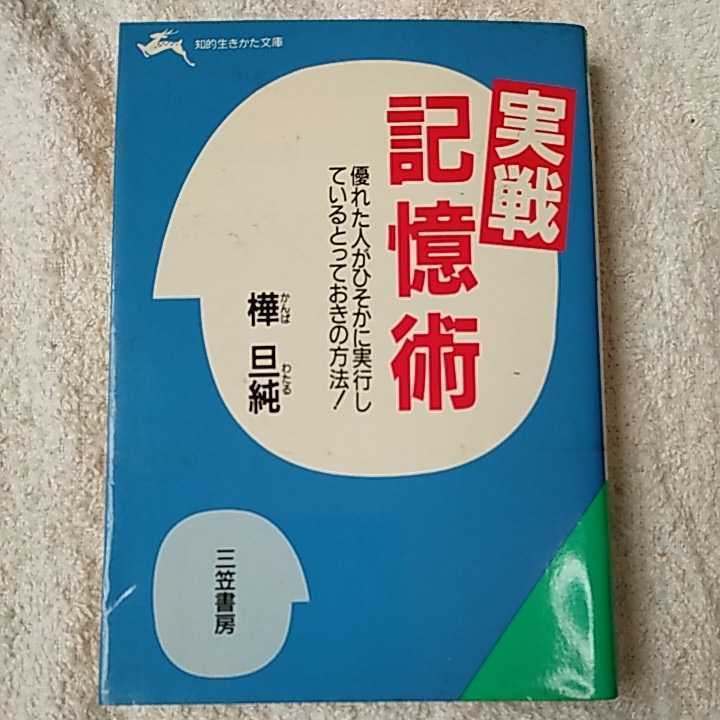 知的生きかた文庫
実戦
記憶術
優れた人がひそかに実行し
ているとっておきの方法!
樺旦純
かんば
わたる
三笠書房